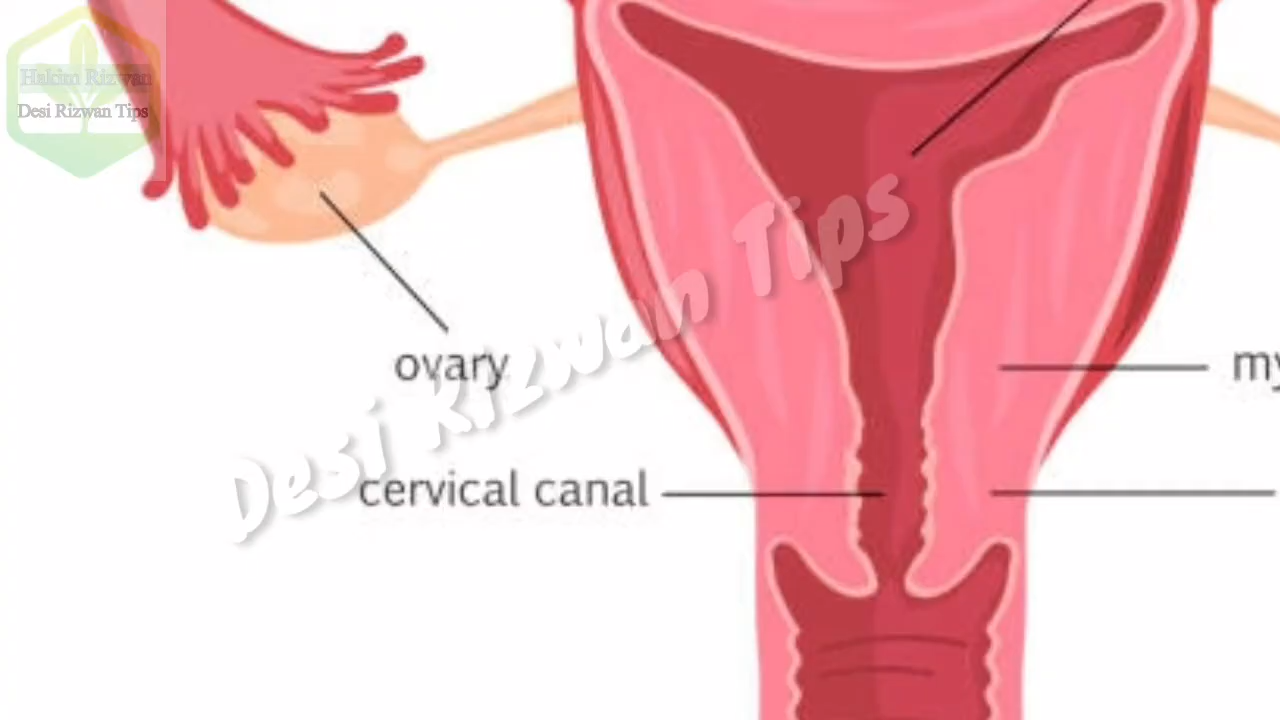 Hakim Rizwan
Desi Rizwan Tips
Desi Rizwan Tips
ovary
my
cervical canal